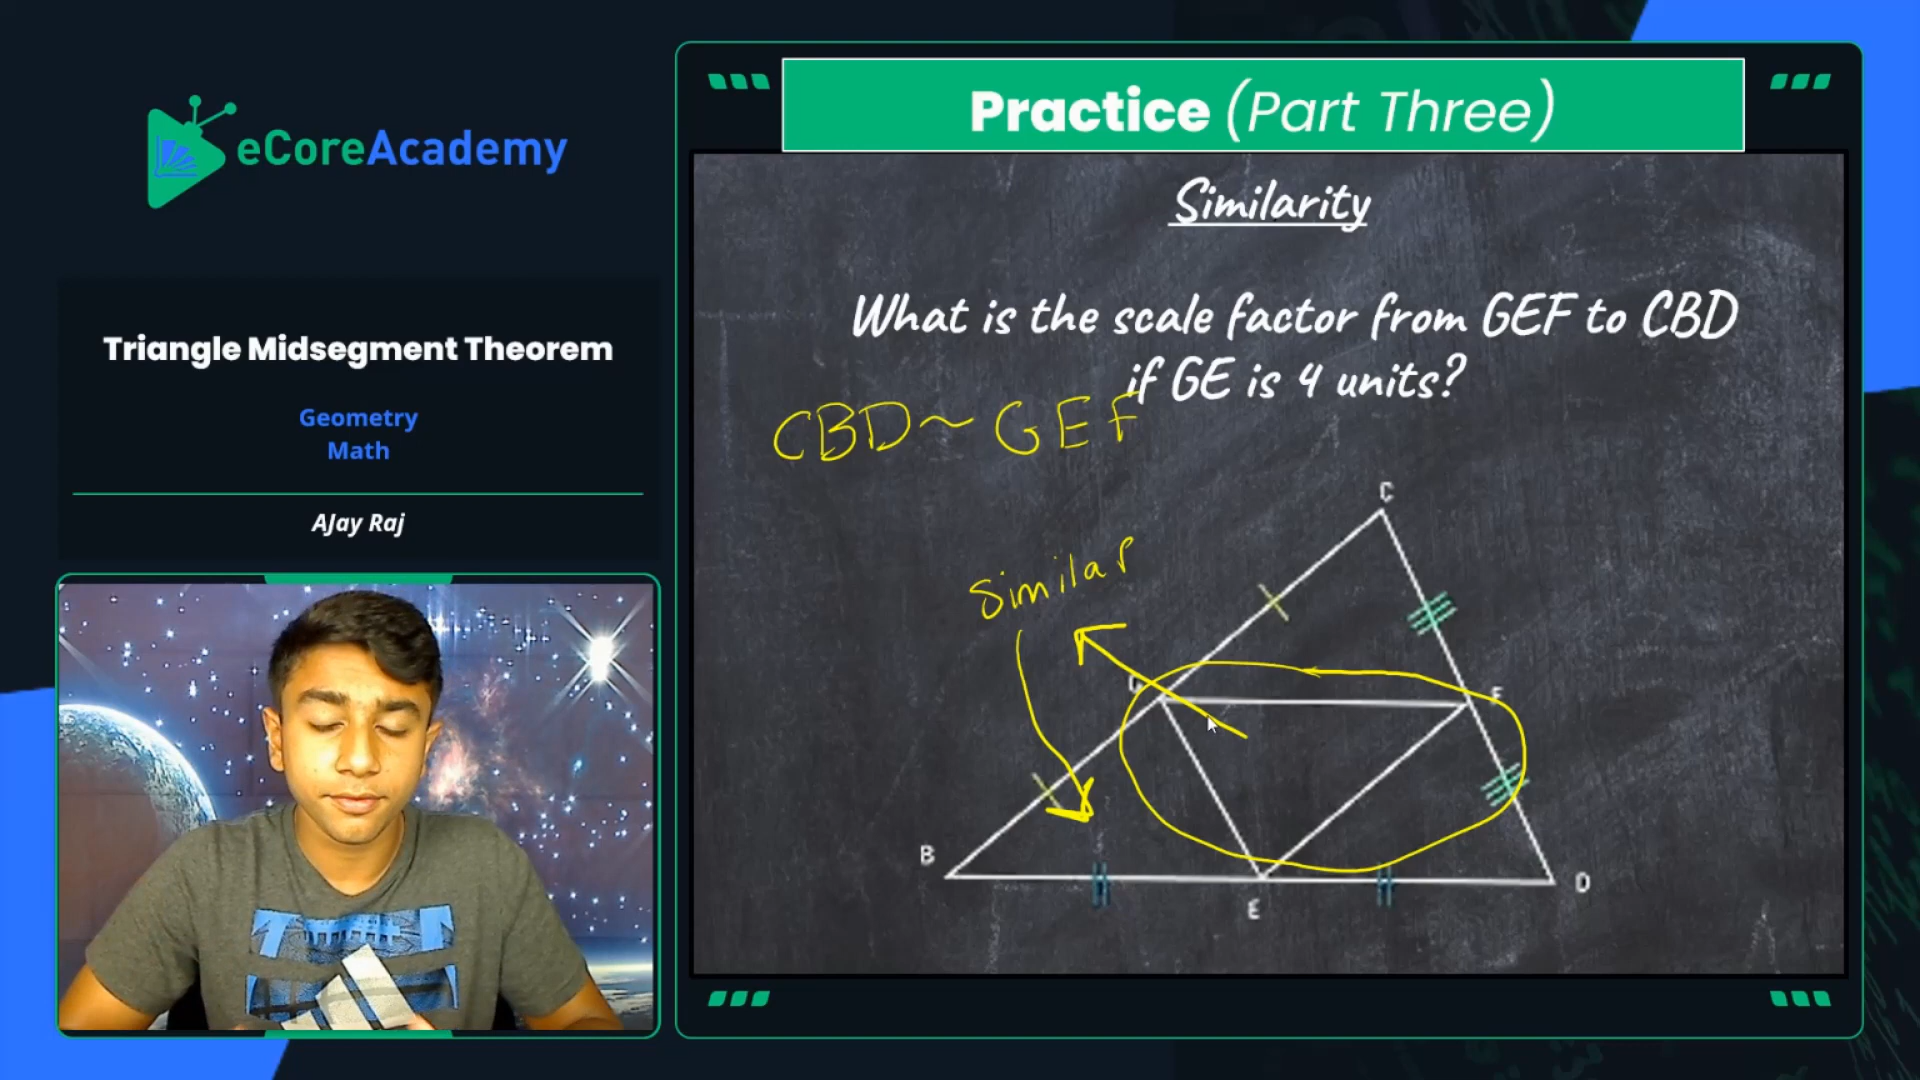 eCoreAcademy
Triangle Midsegment Theorem
Geometry
Math
AJay Raj
Practice (Part Three)
Similarity
What is the scale factor from GEF to CBD
if GE is 4 units?
CBD ~ GEF
Similar
C
G
F
B
E
D